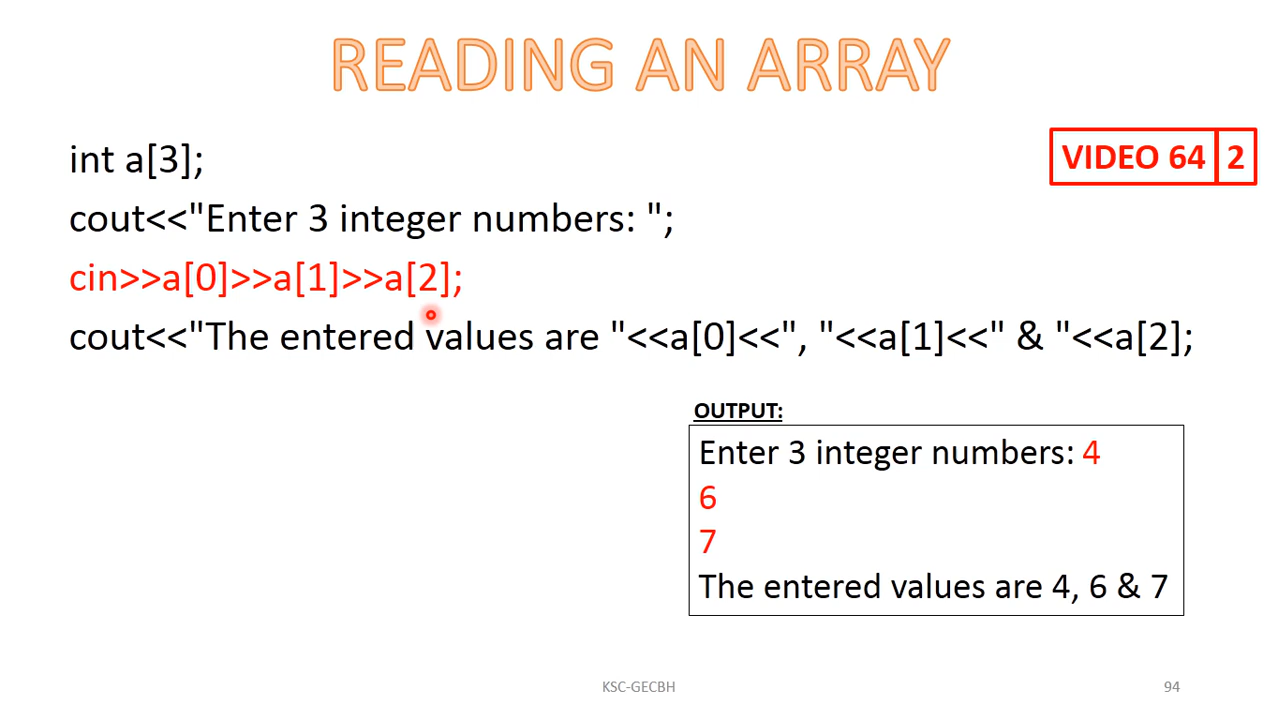 READING AN ARRAY
VIDEO 64 2
int a[3];
cout<<"Enter 3 integer numbers: ";
cin>>a[0]>>a[1]>>a[2];
cout<<"The entered values are "<<a[0]<<", "<<a[1]<<" & "<<a[2];
OUTPUT:
Enter 3 integer numbers: 4
6
7
The entered values are 4, 6 & 7
KSC-GECBH
94